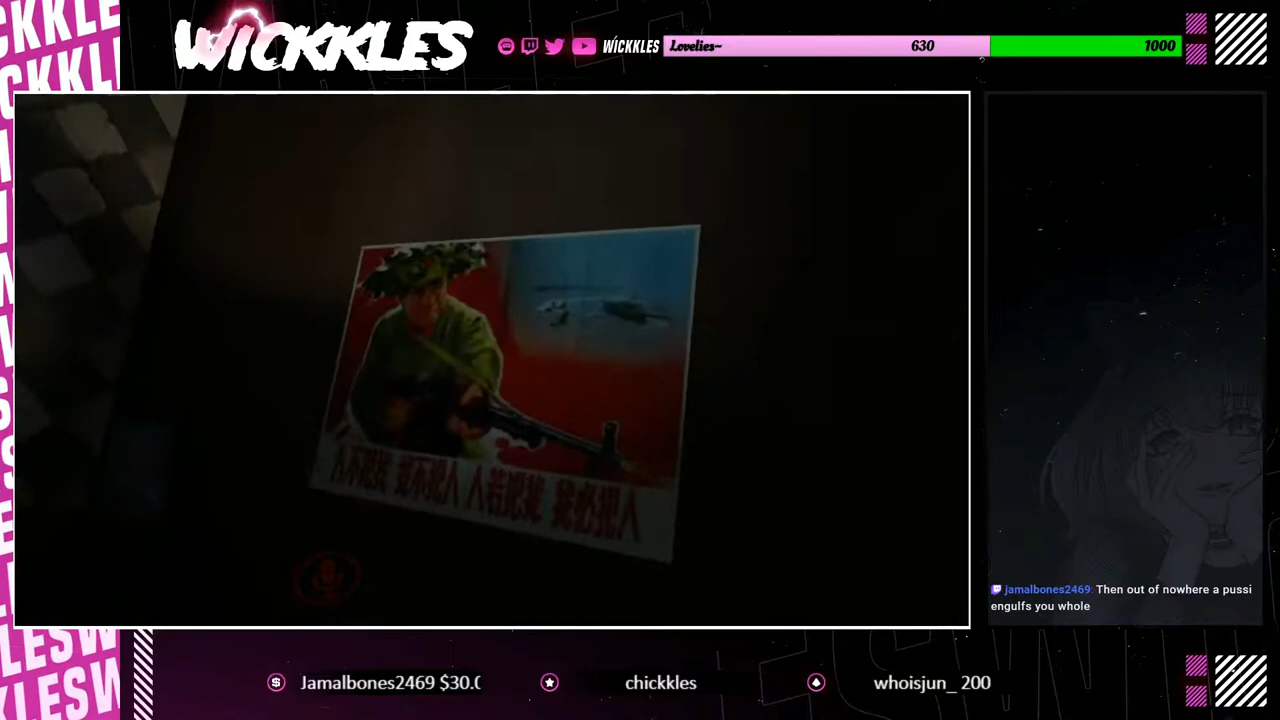 WICKKLES
WICKKLES
Lovelies~
630
1000
人不犯我 我不犯人 人若犯我 我必犯人
jamalbones2469: Then out of nowhere a pussi
engulfs you whole
Jamalbones2469 $30.0
chickkles
whoisjun_ 200